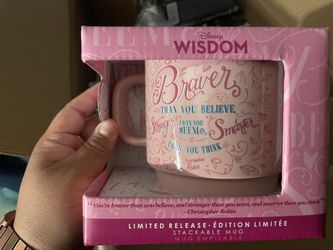 Disney
WISDOM
Braver
THAN YOU BELIEVE,
Stronger THAN YOU SEEM & Smarter
THAN YOU THINK
Christopher Robin
"You're braver than you believe, and stronger than you seem, and smarter than you think"
~ Christopher Robin
LIMITED RELEASE · ÉDITION LIMITÉE
STACKABLE MUG
MUG EMPILABLE